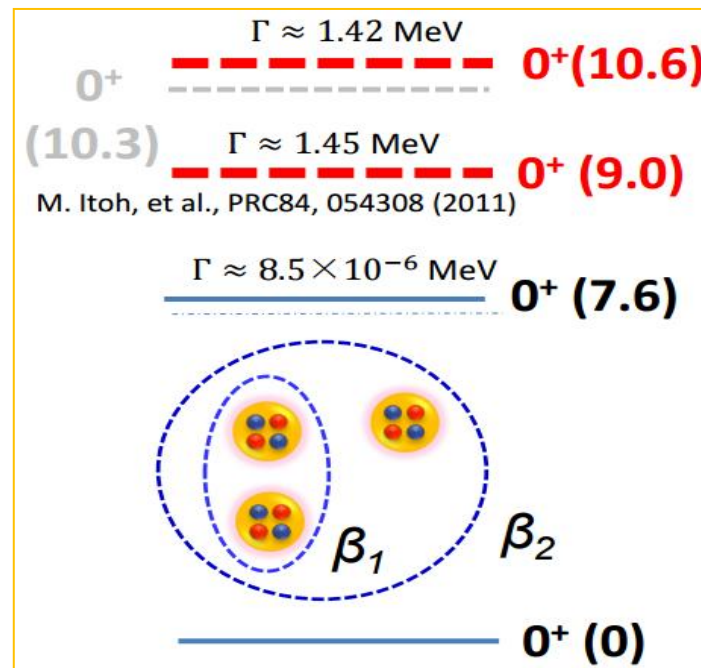 Γ ≈ 1.42 MeV
0⁺(10.6)
0⁺
(10.3)
Γ ≈ 1.45 MeV
0⁺ (9.0)
M. Itoh, et al., PRC84, 054308 (2011)
Γ ≈ 8.5×10⁻⁶ MeV
0⁺ (7.6)
β₁
β₂
0⁺ (0)